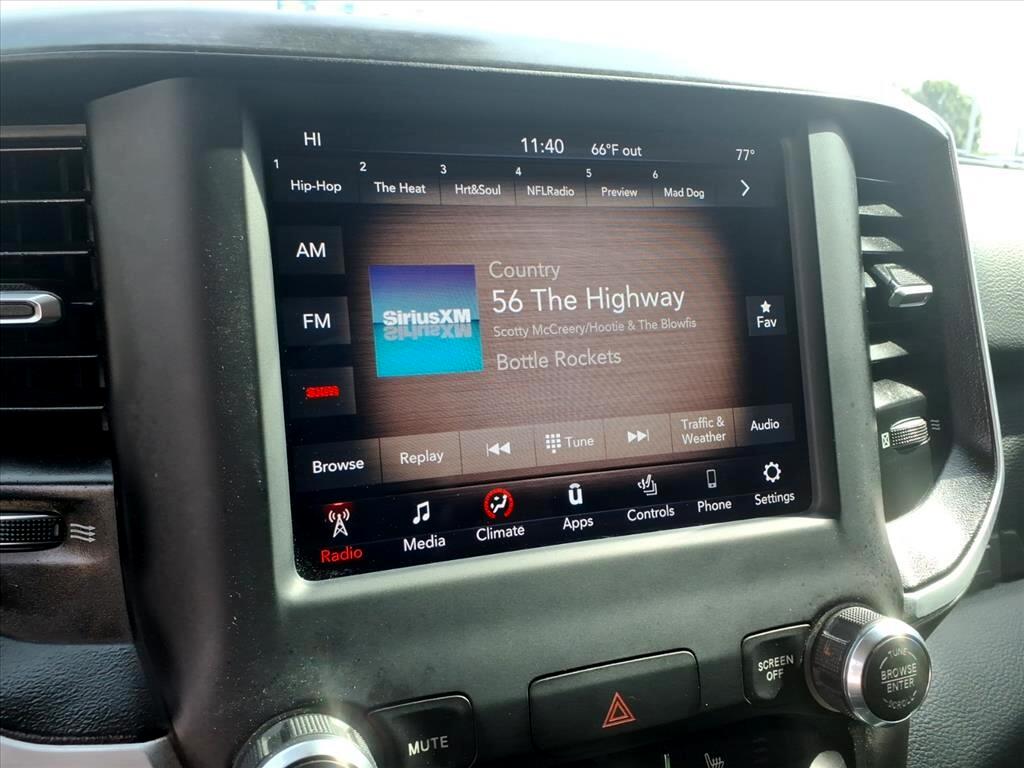 HI 11:40 66°F out 77°
1 2 3 4 5 6
Hip-Hop The Heat Hrt&Soul NFLRadio Preview Mad Dog
AM
Country
SiriusXM
56 The Highway
FM
Fav
Scotty McCreery/Hootie & The Blowfis
Bottle Rockets
SXM
Browse Replay Tune Traffic & Weather Audio
Radio Media Climate Apps Controls Phone Settings
MUTE
SCREEN
OFF
TUNE
BROWSE
ENTER
SCROLL